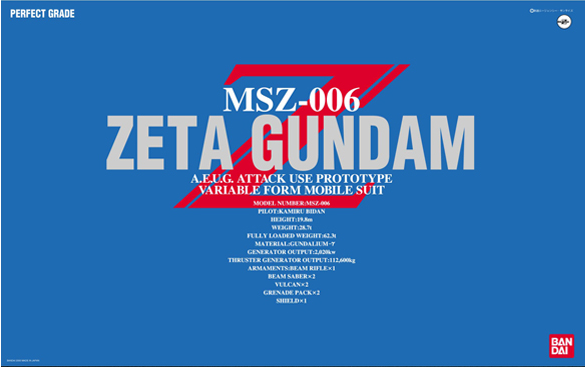 PERFECT GRADE
MSZ-006
ZETA GUNDAM
A.E.U.G. ATTACK USE PROTOTYPE
VARIABLE FORM MOBILE SUIT
MODEL NUMBER:MSZ-006
PILOT:KAMIRU BIDAN
HEIGHT:19.8m
WEIGHT:28.7t
FULLY LOADED WEIGHT:62.3t
MATERIAL:GUNDALIUM-γ
GENERATOR OUTPUT:2,020kw
THRUSTER GENERATOR OUTPUT:112,600kg
ARMAMENTS:BEAM RIFLE×1
BEAM SABER×2
VULCAN×2
GRENADE PACK×2
SHIELD×1
BAN
DAI